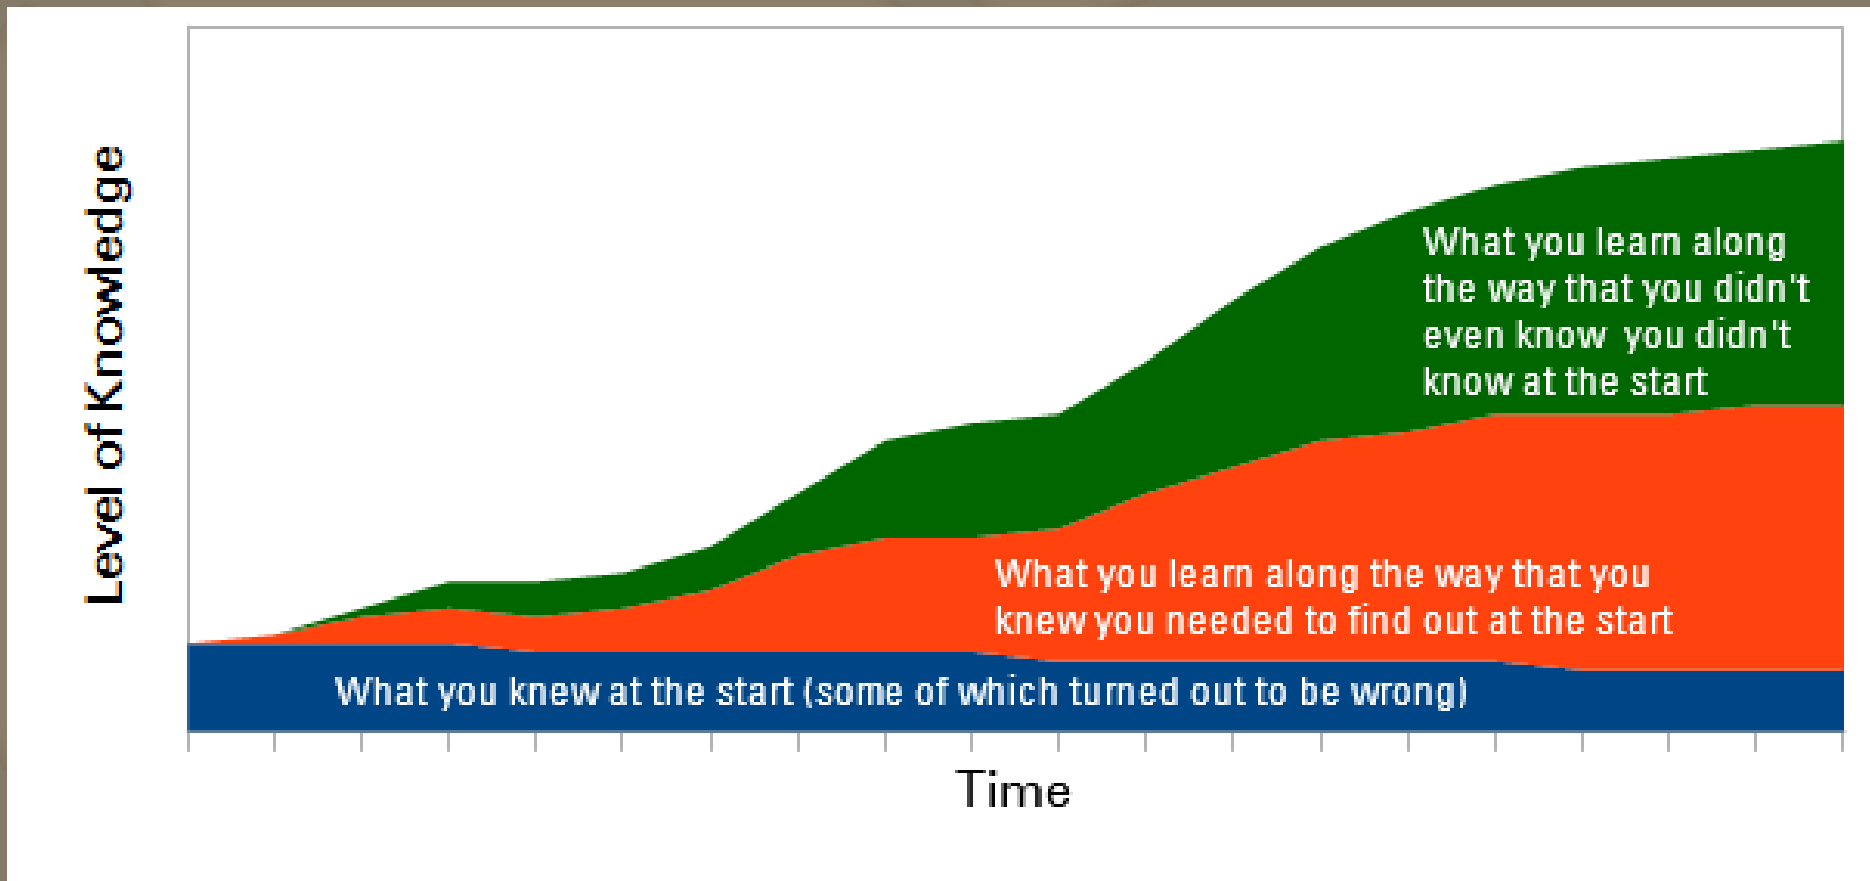 Level of Knowledge
What you learn along
the way that you didn't
even know you didn't
know at the start
What you learn along the way that you
knew you needed to find out at the start
What you knew at the start (some of which turned out to be wrong)
Time